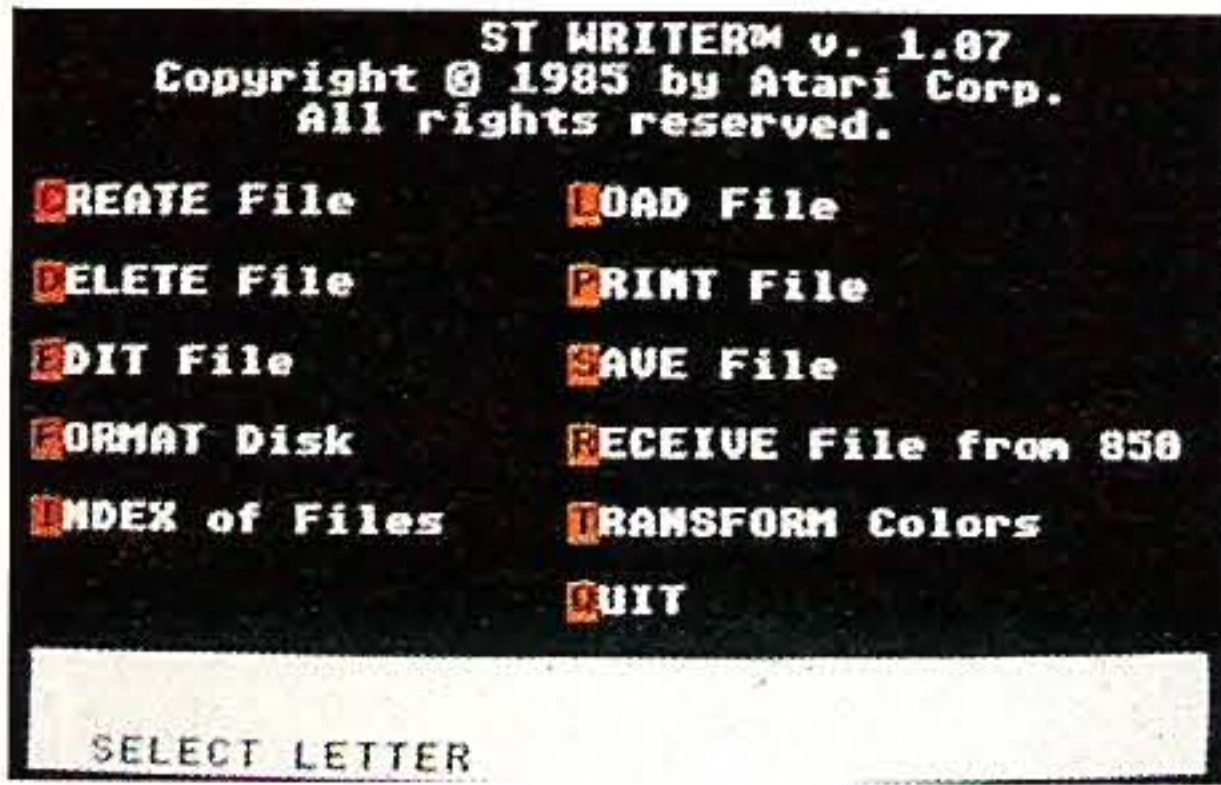 ST WRITER™ v. 1.07
Copyright © 1985 by Atari Corp.
All rights reserved.
CREATE File
DELETE File
EDIT File
FORMAT Disk
INDEX of Files
LOAD File
PRINT File
SAVE File
RECEIVE File from 850
TRANSFORM Colors
QUIT
SELECT LETTER